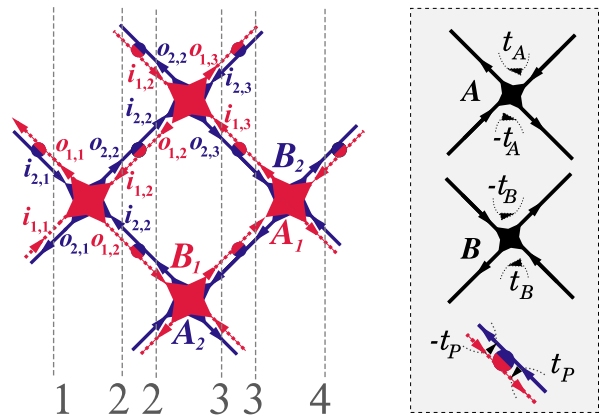 o2,2 o1,3
i1,2 i2,3
i2,2 i1,3
o1,1 o2,2 o1,2 o2,3 B2
i2,1 i1,2
i1,1 i2,2
o2,1 o1,2 B1 A1
A2
1 2 2 3 3 4
tA
A
-tA
-tB
B
tB
-tP
tP